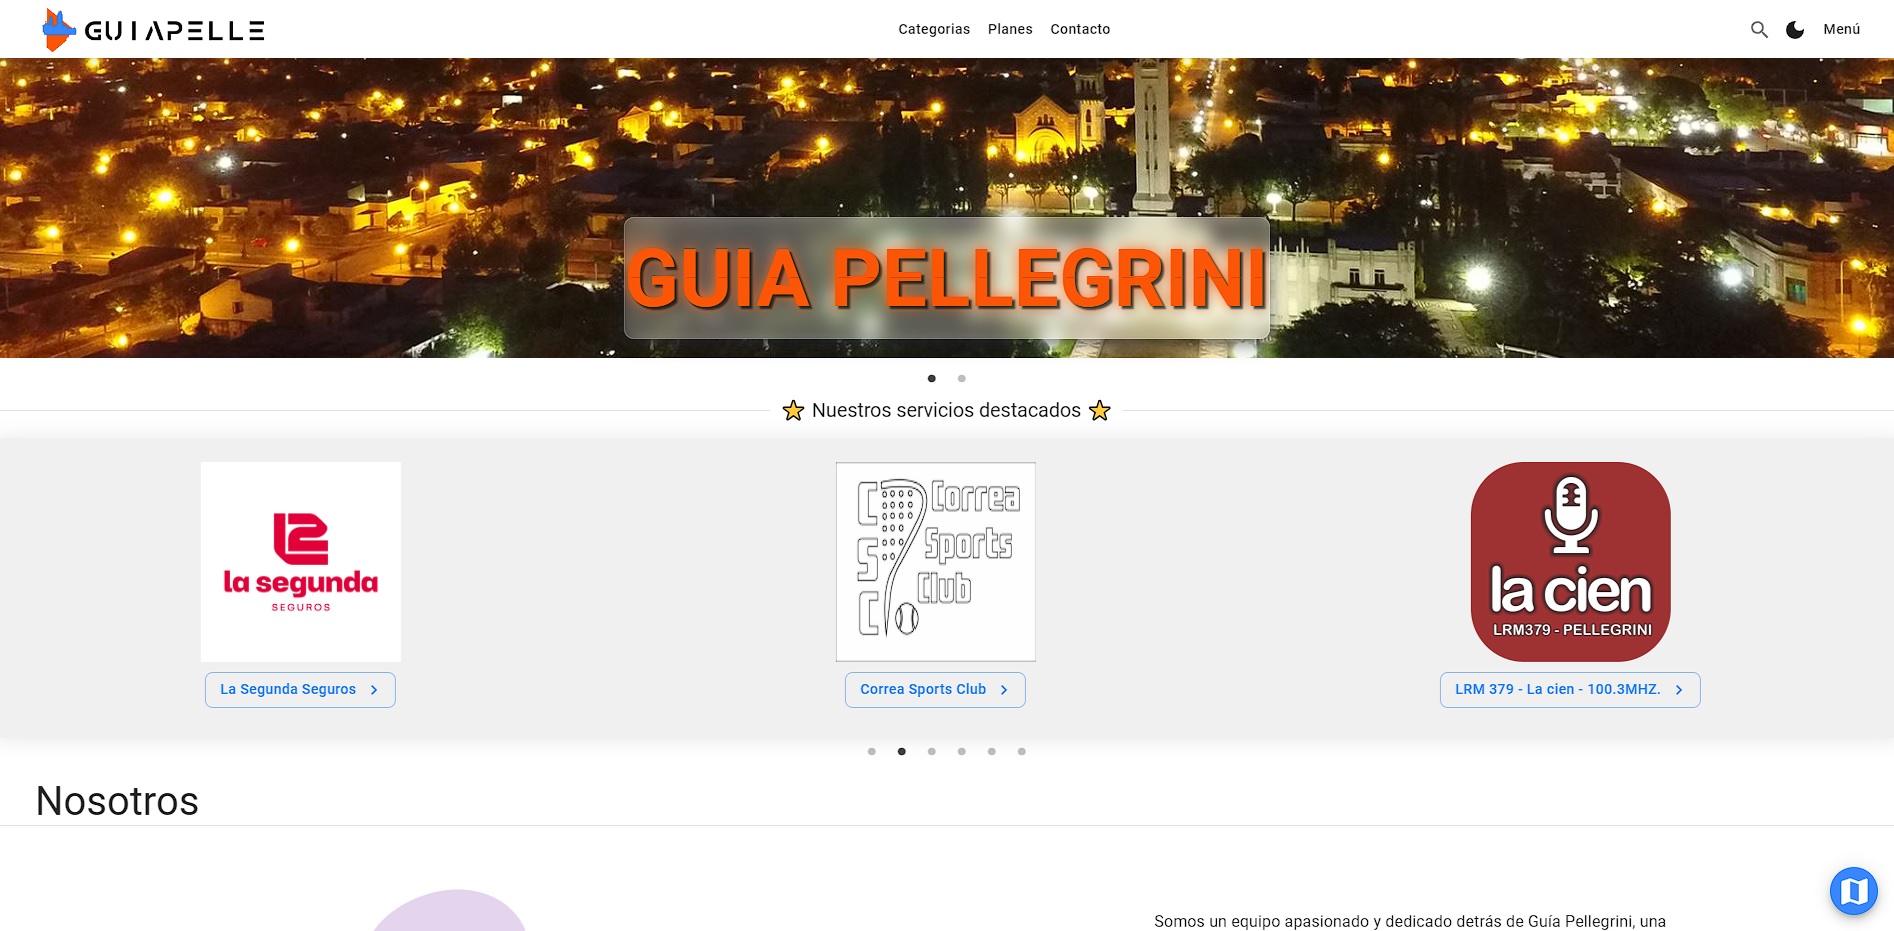 GUIAPELLE
Categorias Planes Contacto
Menú
GUIA PELLEGRINI
Nuestros servicios destacados
la segunda
SEGUROS
La Segunda Seguros
C S C
Correa
Sports
Club
Correa Sports Club
la cien
LRM379 - PELLEGRINI
LRM 379 - La cien - 100.3MHZ.
Nosotros
Somos un equipo apasionado y dedicado detrás de Guía Pellegrini, una